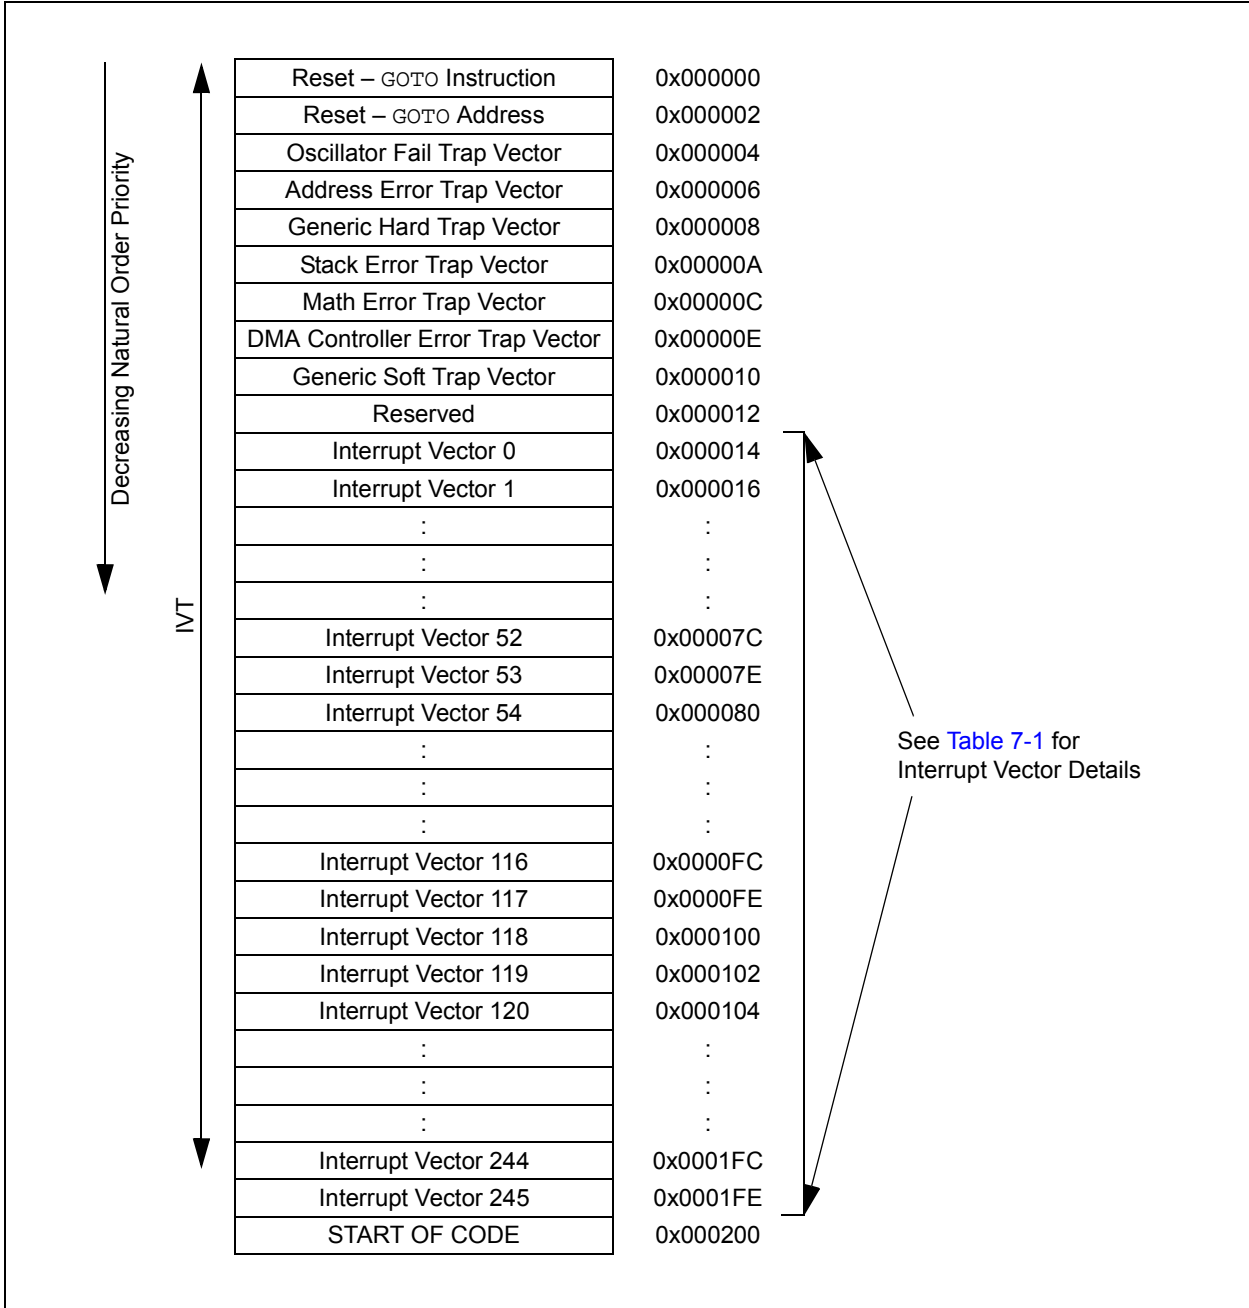 Decreasing Natural Order Priority
IVT
Reset – GOTO Instruction 0x000000
Reset – GOTO Address 0x000002
Oscillator Fail Trap Vector 0x000004
Address Error Trap Vector 0x000006
Generic Hard Trap Vector 0x000008
Stack Error Trap Vector 0x00000A
Math Error Trap Vector 0x00000C
DMA Controller Error Trap Vector 0x00000E
Generic Soft Trap Vector 0x000010
Reserved 0x000012
Interrupt Vector 0 0x000014
Interrupt Vector 1 0x000016
: :
: :
: :
Interrupt Vector 52 0x00007C
Interrupt Vector 53 0x00007E
Interrupt Vector 54 0x000080
: :
: :
: :
Interrupt Vector 116 0x0000FC
Interrupt Vector 117 0x0000FE
Interrupt Vector 118 0x000100
Interrupt Vector 119 0x000102
Interrupt Vector 120 0x000104
: :
: :
: :
Interrupt Vector 244 0x0001FC
Interrupt Vector 245 0x0001FE
START OF CODE 0x000200
See Table 7-1 for
Interrupt Vector Details